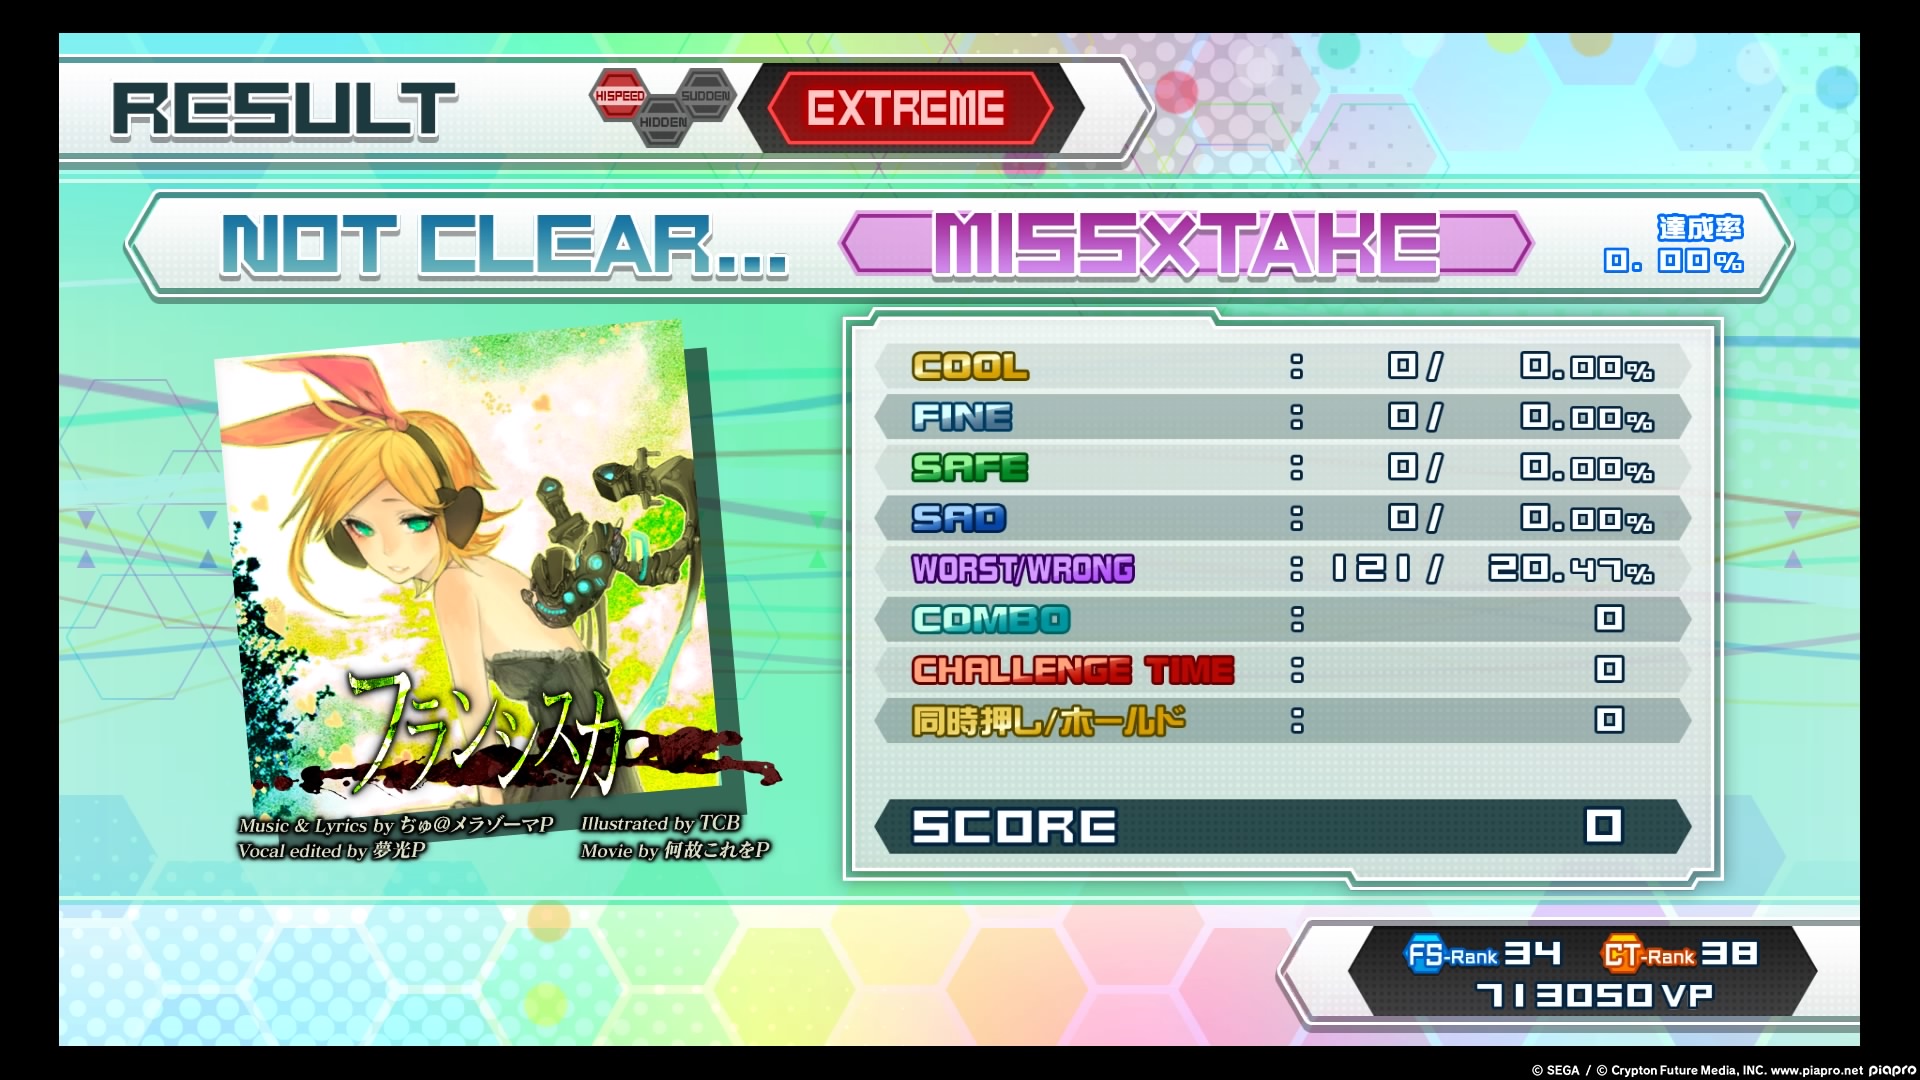 RESULT
HISPEED
HIDDEN
SUDDEN
EXTREME
NOT CLEAR...
MISS×TAKE
達成率
0.00%
COOL : 0/ 0.00%
FINE : 0/ 0.00%
SAFE : 0/ 0.00%
SAD : 0/ 0.00%
WORST/WRONG : 121/ 20.47%
COMBO : 0
CHALLENGE TIME : 0
同時押し/ホールド : 0
SCORE 0
フランシスカ
Music & Lyrics by ぢゅ@メラゾーマP
Illustrated by TCB
Vocal edited by 夢光P
Movie by 何故これをP
FS-Rank 34 CT-Rank 38
713050 VP
© SEGA / © Crypton Future Media, INC. www.piapro.net piapro